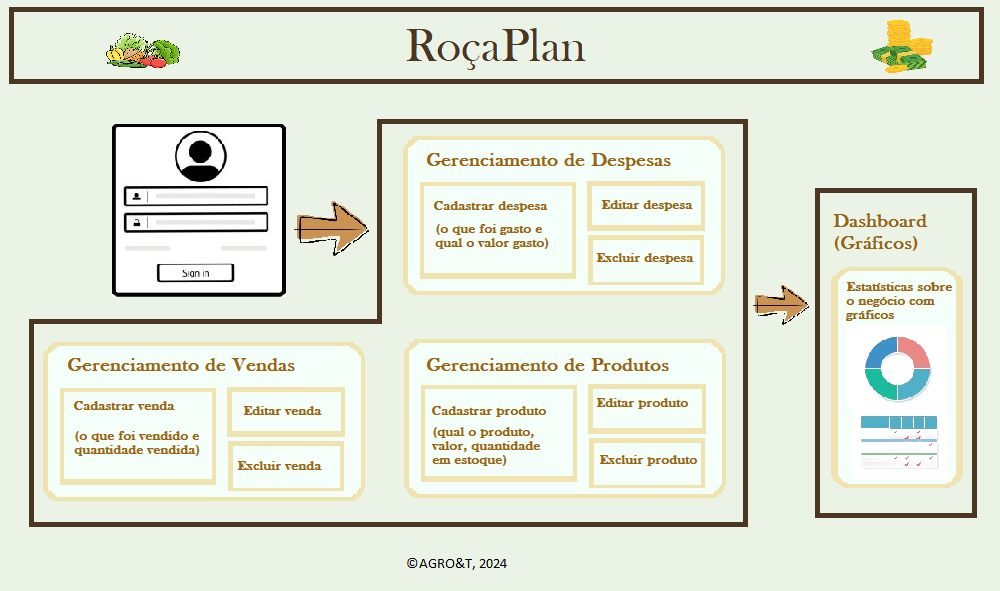 RoçaPlan
Sign in
Gerenciamento de Despesas
Cadastrar despesa
(o que foi gasto e
qual o valor gasto)
Editar despesa
Excluir despesa
Gerenciamento de Vendas
Cadastrar venda
(o que foi vendido e
quantidade vendida)
Editar venda
Excluir venda
Gerenciamento de Produtos
Cadastrar produto
(qual o produto,
valor, quantidade
em estoque)
Editar produto
Excluir produto
Dashboard
(Gráficos)
Estatísticas sobre
o negócio com
gráficos
©AGRO&T, 2024